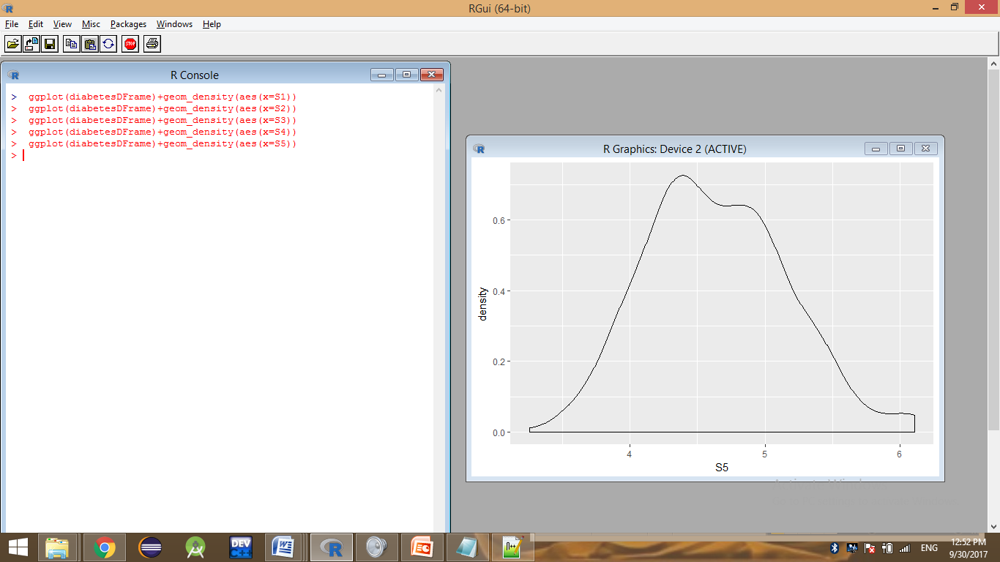 RGui (64-bit)
File Edit View Misc Packages Windows Help
STOP
R Console
> ggplot(diabetesDFrame)+geom_density(aes(x=S1))
> ggplot(diabetesDFrame)+geom_density(aes(x=S2))
> ggplot(diabetesDFrame)+geom_density(aes(x=S3))
> ggplot(diabetesDFrame)+geom_density(aes(x=S4))
> ggplot(diabetesDFrame)+geom_density(aes(x=S5))
>
R Graphics: Device 2 (ACTIVE)
0.6
0.4
0.2
0.0
density
4 5 6
S5
DEV
C++
ENG
12:52 PM
9/30/2017